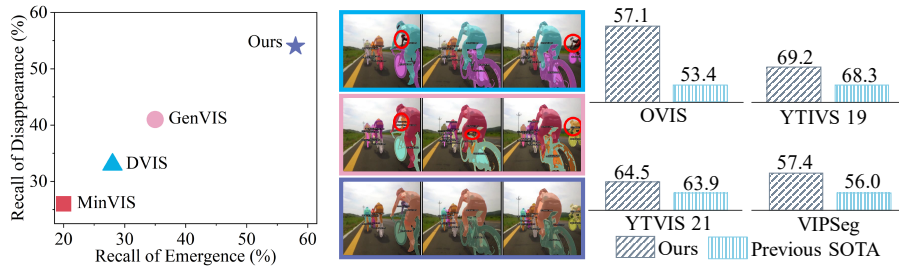 Recall of Disappearance (%)
60
50
40
30
Ours
GenVIS
DVIS
MinVIS
20 30 40 50 60
Recall of Emergence (%)
57.1
53.4
OVIS
69.2
68.3
YTIVS 19
64.5
63.9
YTVIS 21
57.4
56.0
VIPSeg
Ours
Previous SOTA